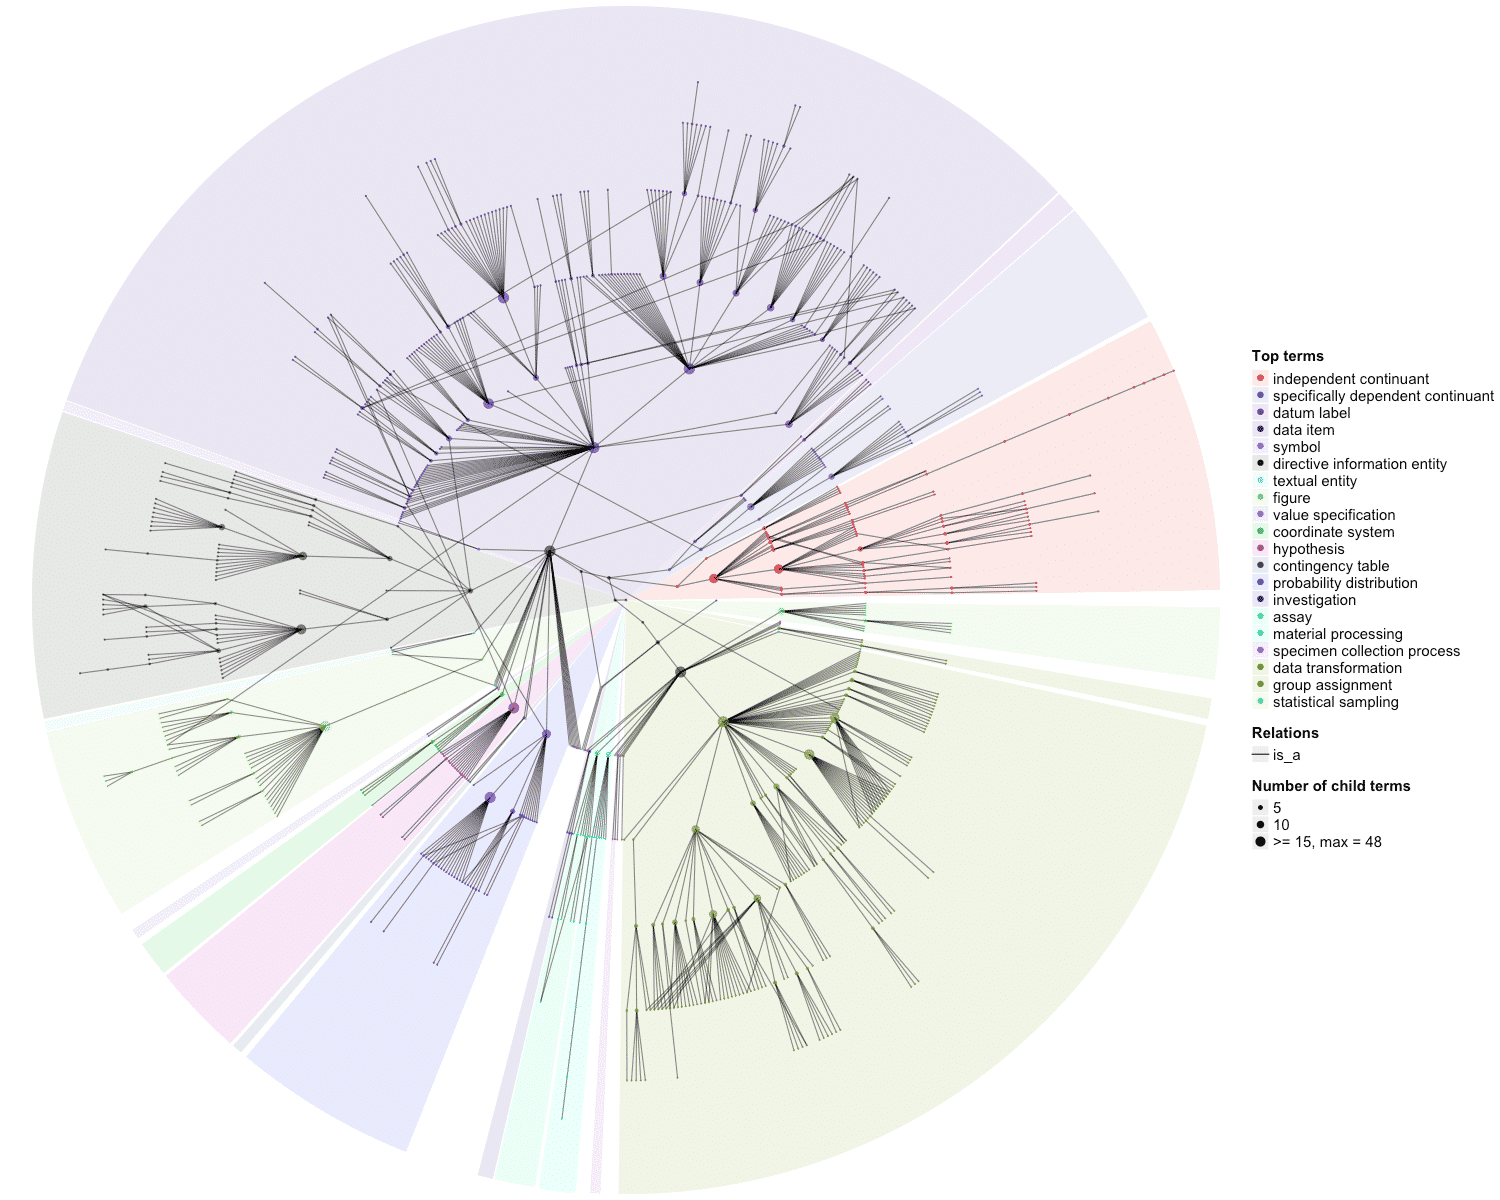 Top terms
independent continuant
specifically dependent continuant
datum label
data item
symbol
directive information entity
textual entity
figure
value specification
coordinate system
hypothesis
contingency table
probability distribution
investigation
assay
material processing
specimen collection process
data transformation
group assignment
statistical sampling
Relations
is_a
Number of child terms
5
10
>= 15, max = 48